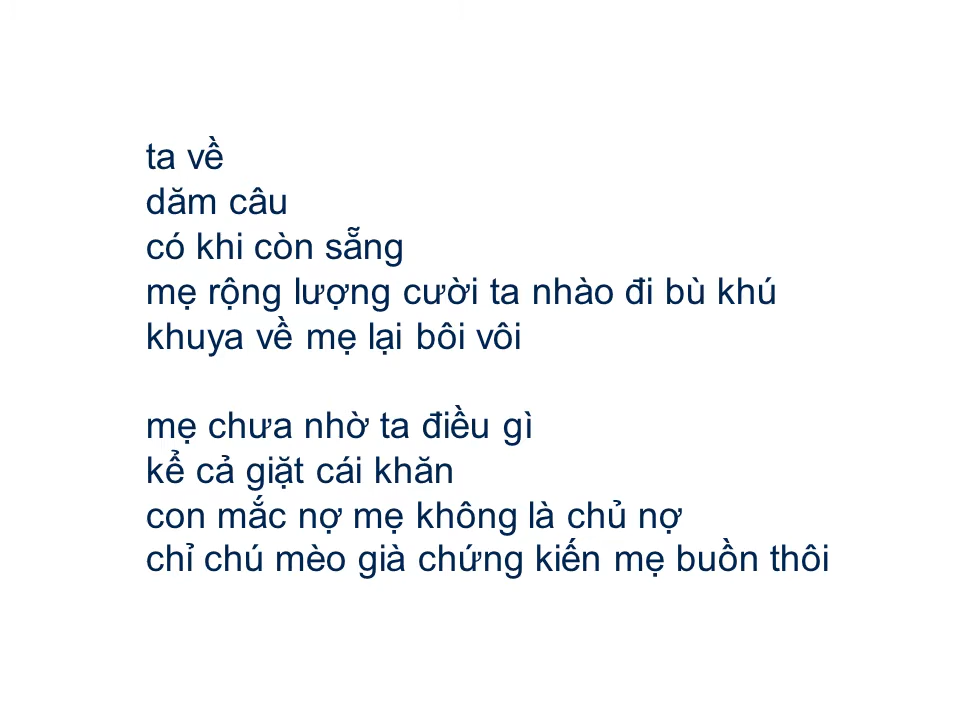 ta về
dăm câu
có khi còn sẵng
mẹ rộng lượng cười ta nhào đi bù khú
khuya về mẹ lại bôi vôi
mẹ chưa nhờ ta điều gì
kể cả giặt cái khăn
con mắc nợ mẹ không là chủ nợ
chỉ chú mèo già chứng kiến mẹ buồn thôi